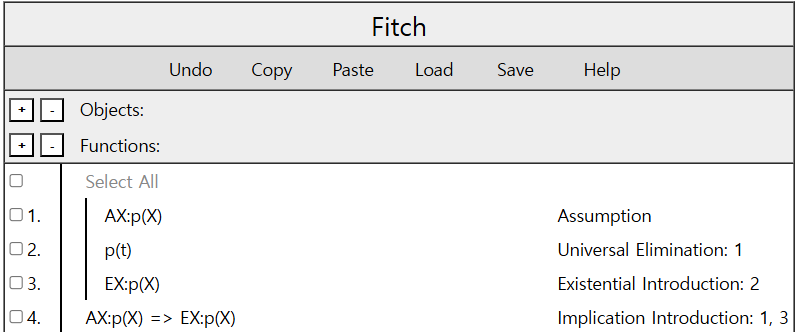 Fitch
Undo Copy Paste Load Save Help
+ - Objects:
+ - Functions:
Select All
1. AX:p(X) Assumption
2. p(t) Universal Elimination: 1
3. EX:p(X) Existential Introduction: 2
4. AX:p(X) => EX:p(X) Implication Introduction: 1, 3